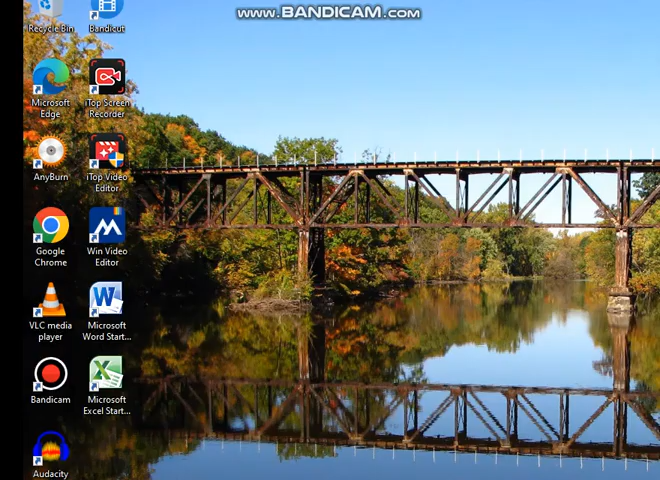 www.BANDICAM.com
Recycle Bin
Bandicut
Microsoft
Edge
iTop Screen
Recorder
AnyBurn
iTop Video
Editor
Google
Chrome
Win Video
Editor
VLC media
player
Microsoft
Word Start...
Bandicam
Microsoft
Excel Start...
Audacity